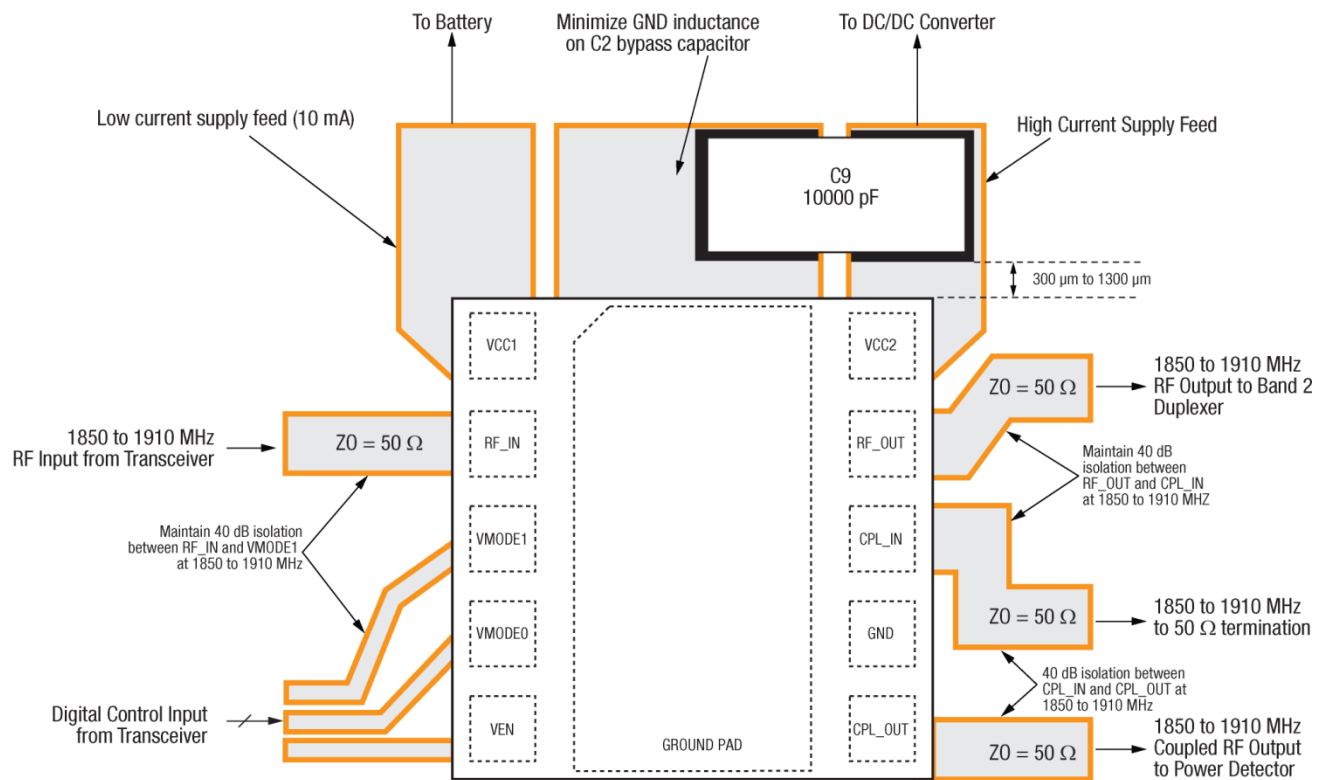 To Battery
Minimize GND inductance
on C2 bypass capacitor
To DC/DC Converter
Low current supply feed (10 mA)
High Current Supply Feed
C9
10000 pF
300 µm to 1300 µm
VCC1
VCC2
1850 to 1910 MHz
RF Output to Band 2
Duplexer
ZO = 50 Ω
1850 to 1910 MHz
RF Input from Transceiver
ZO = 50 Ω
RF_IN
RF_OUT
Maintain 40 dB
isolation between
RF_OUT and CPL_IN
at 1850 to 1910 MHZ
Maintain 40 dB isolation
between RF_IN and VMODE1
at 1850 to 1910 MHz
VMODE1
CPL_IN
ZO = 50 Ω
1850 to 1910 MHz
to 50 Ω termination
VMODE0
GND
40 dB isolation between
CPL_IN and CPL_OUT at
1850 to 1910 MHz
Digital Control Input
from Transceiver
VEN
GROUND PAD
CPL_OUT
ZO = 50 Ω
1850 to 1910 MHz
Coupled RF Output
to Power Detector